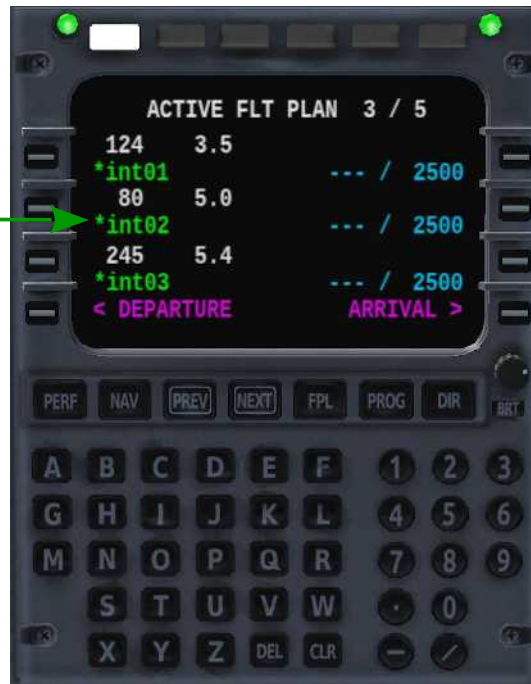 ACTIVE FLT PLAN 3 / 5
124 3.5
*int01 --- / 2500
80 5.0
*int02 --- / 2500
245 5.4
*int03 --- / 2500
< DEPARTURE ARRIVAL >
PERF NAV PREV NEXT FPL PROG DIR BRT
A B C D E F 1 2 3
G H I J K L 4 5 6
M N O P Q R 7 8 9
S T U V W · 0
X Y Z DEL CLR − /